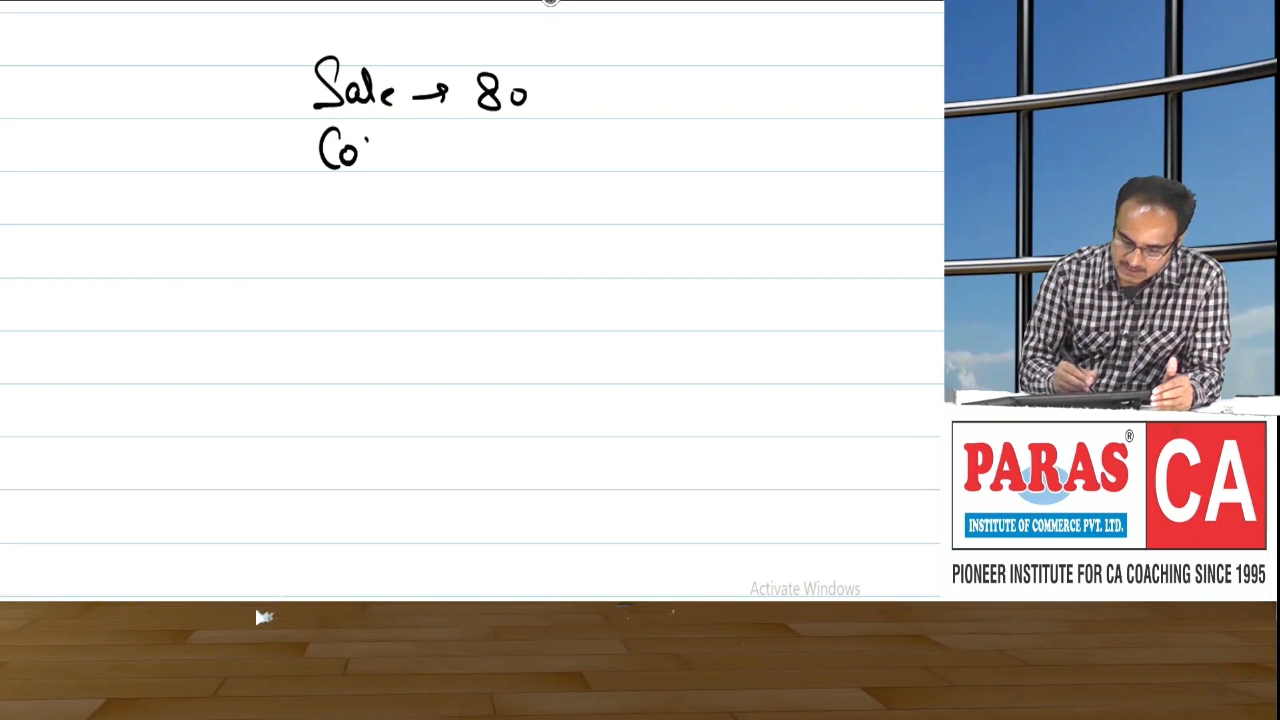 Sale → 80
Co
PARAS®
CA
INSTITUTE OF COMMERCE PVT. LTD.
PIONEER INSTITUTE FOR CA COACHING SINCE 1995
Activate Windows